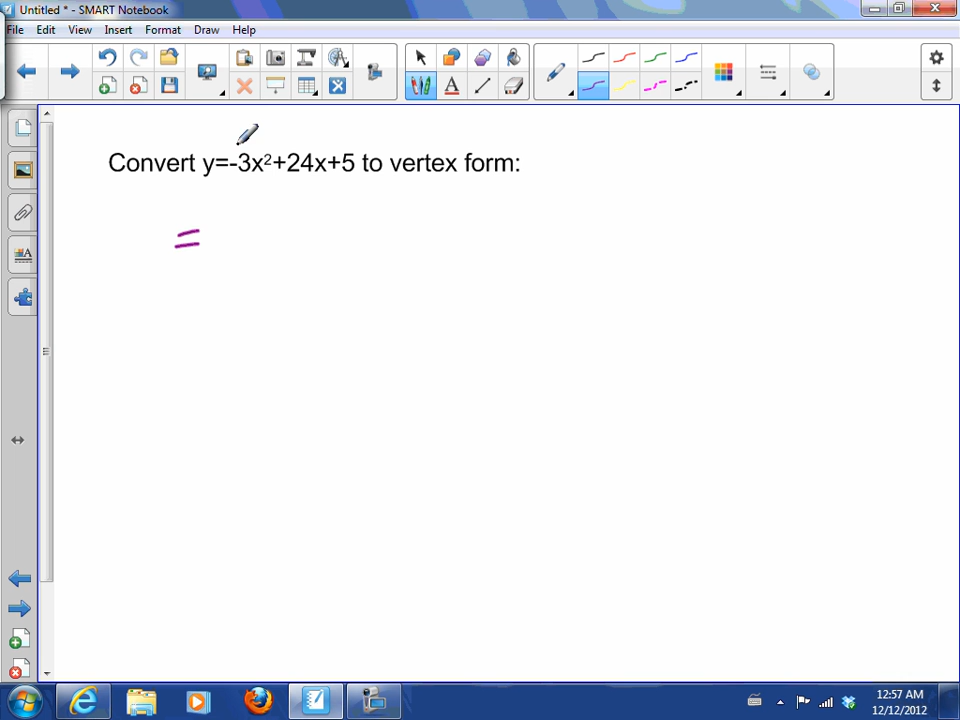 Untitled * - SMART Notebook
File Edit View Insert Format Draw Help
Convert y=-3x²+24x+5 to vertex form:
=
12:57 AM
12/12/2012